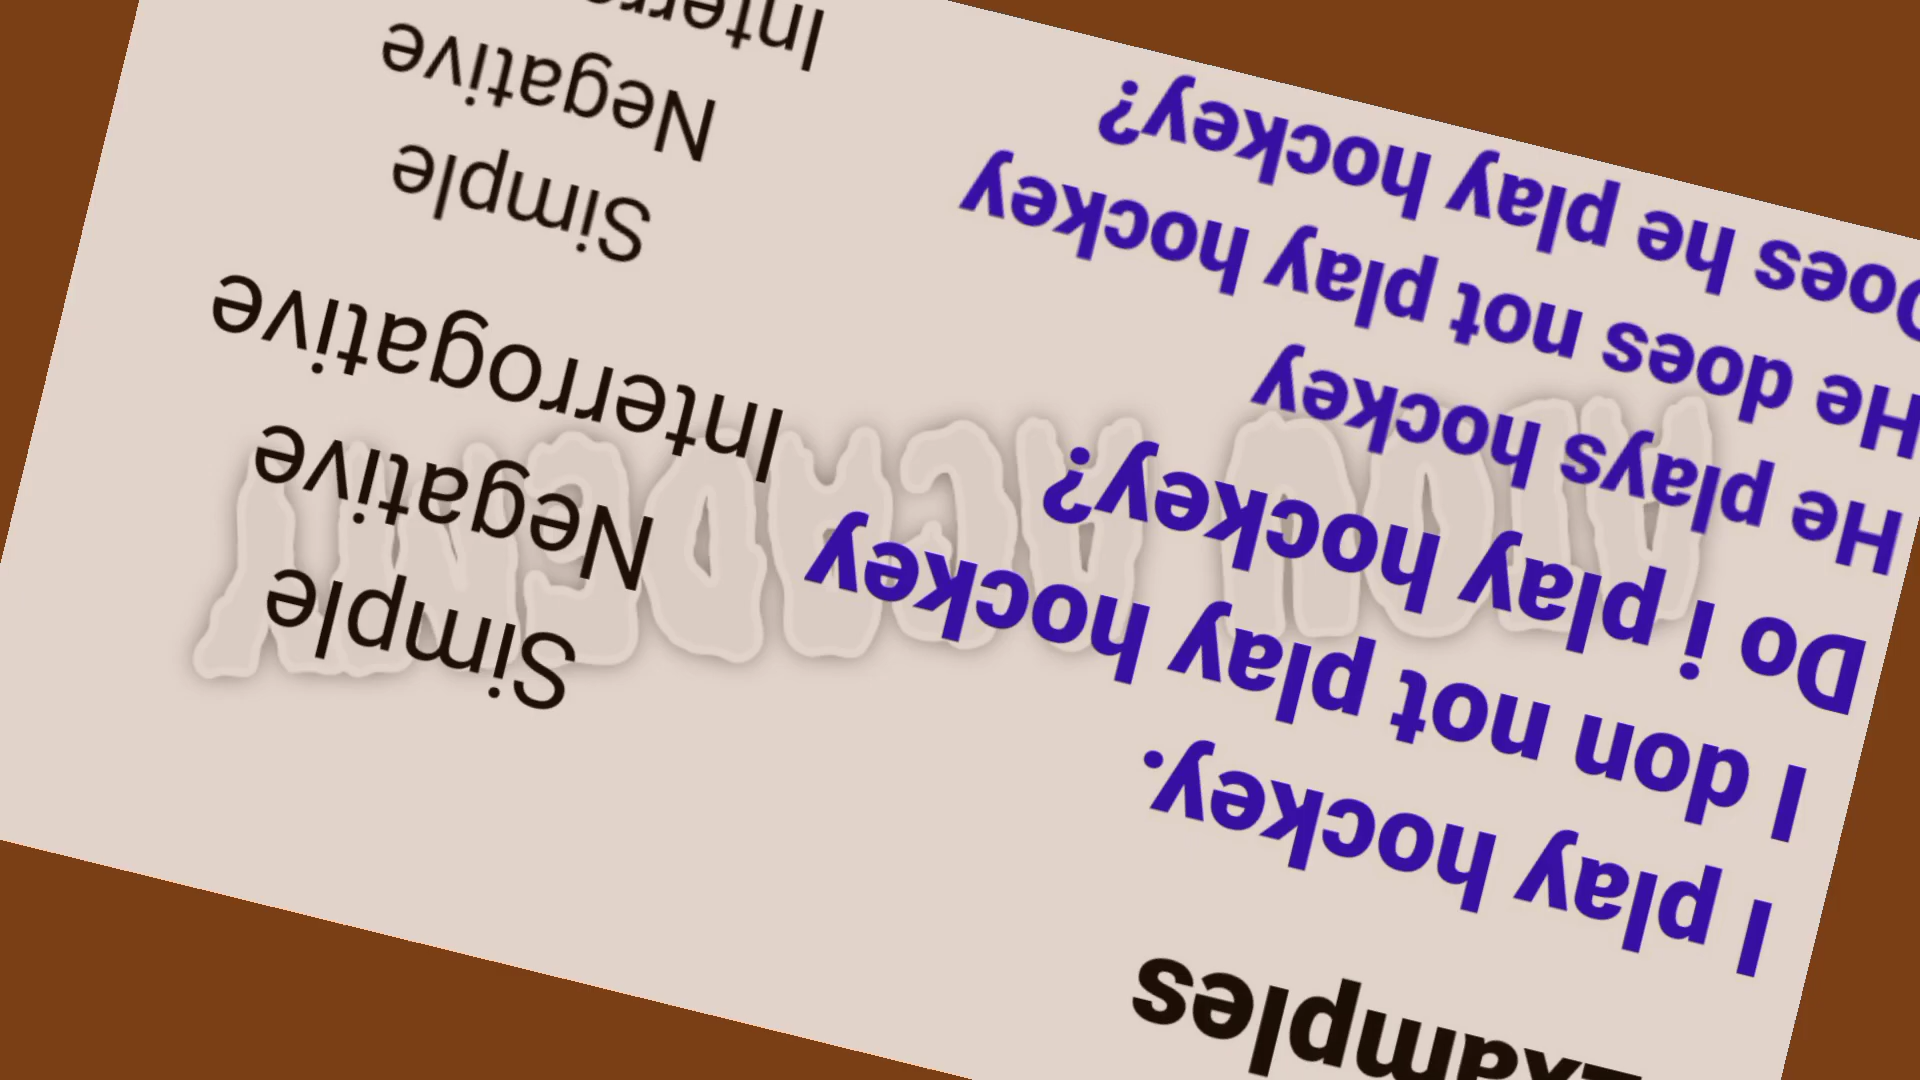 Examples
I play hockey. Simple
I don not play hockey Negative
Do i play hockey? Interrogative
He plays hockey Simple
He does not play hockey Negative
Does he play hockey?